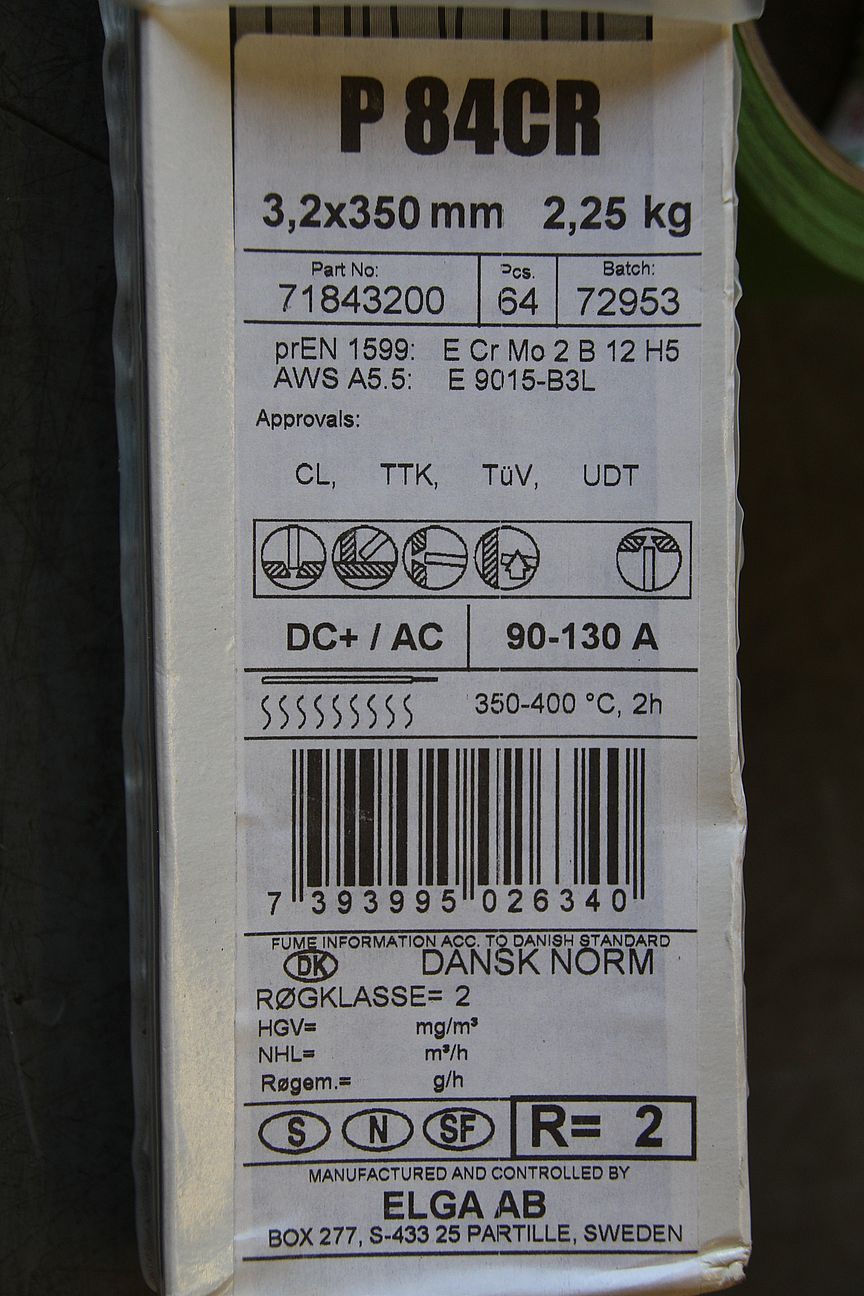 P 84CR
3,2x350 mm 2,25 kg
Part No: Pcs. Batch:
71843200 64 72953
prEN 1599: E Cr Mo 2 B 12 H5
AWS A5.5: E 9015-B3L
Approvals:
CL, TTK, TüV, UDT
DC+ / AC 90-130 A
350-400 °C, 2h
7 393995 026340
FUME INFORMATION ACC. TO DANISH STANDARD
DK DANSK NORM
RØGKLASSE= 2
HGV= mg/m³
NHL= m³/h
Røgem.= g/h
S N SF R= 2
MANUFACTURED AND CONTROLLED BY
ELGA AB
BOX 277, S-433 25 PARTILLE, SWEDEN